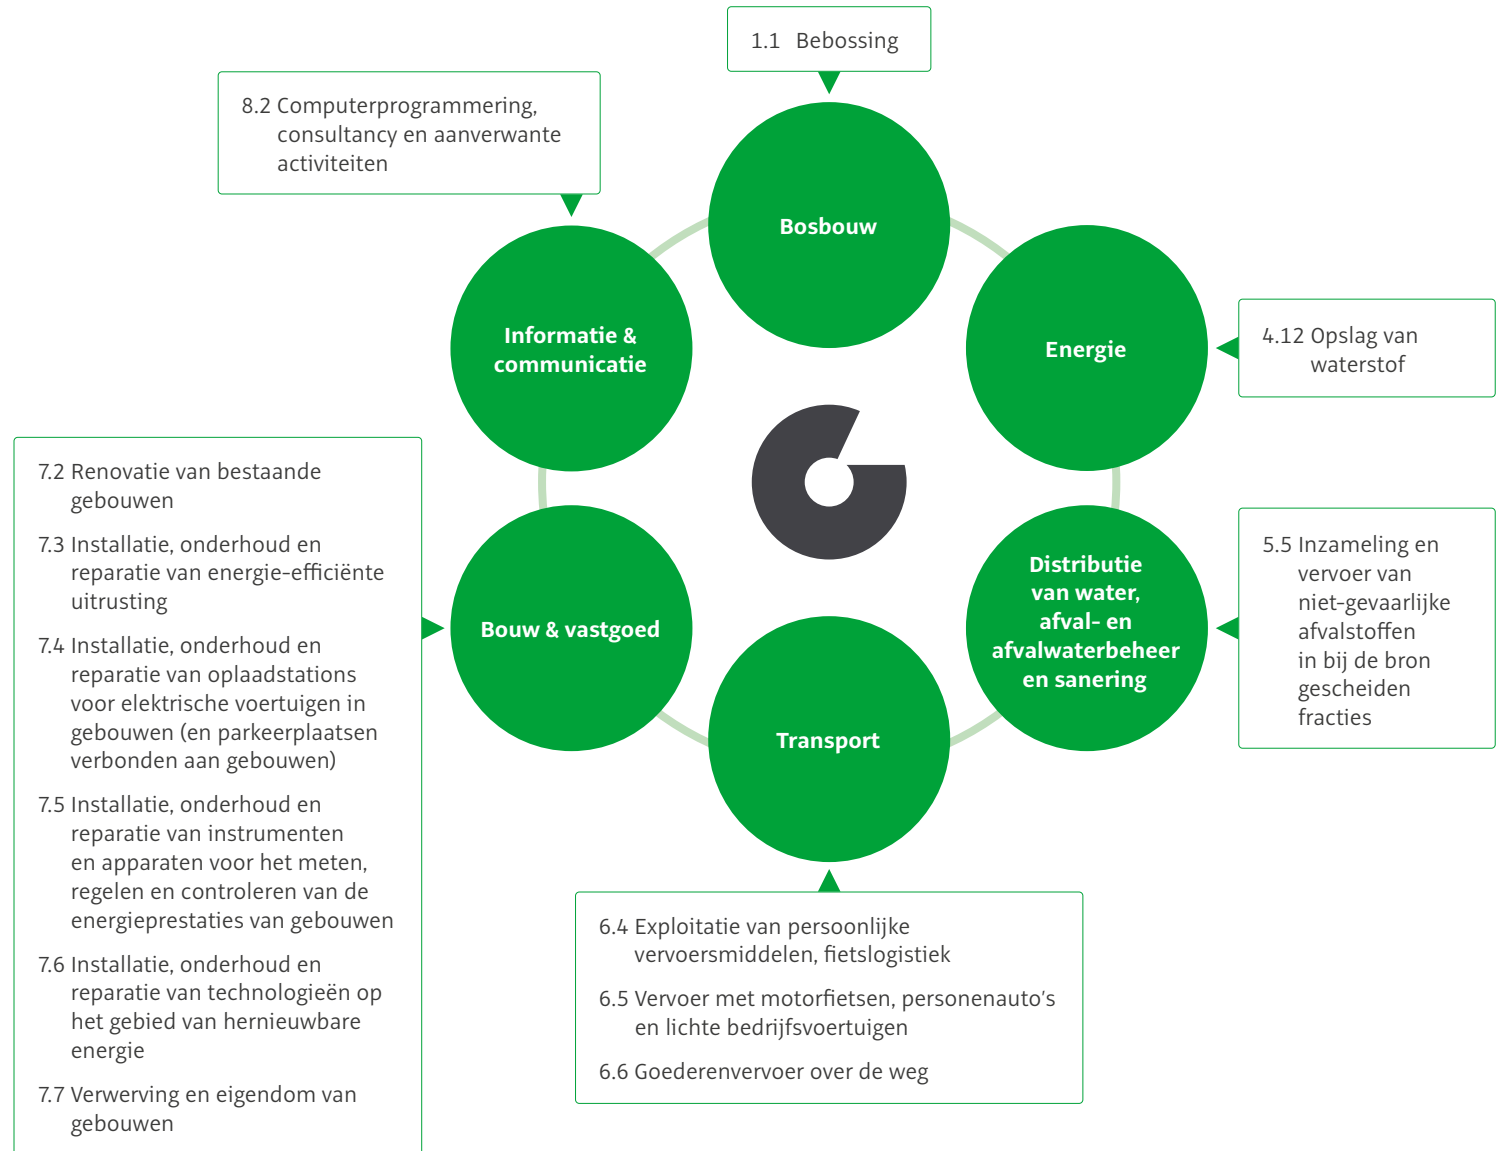 1.1 Bebossing
8.2 Computerprogrammering,
consultancy en aanverwante
activiteiten
Bosbouw
Informatie &
communicatie
Energie
4.12 Opslag van
waterstof
7.2 Renovatie van bestaande
gebouwen
7.3 Installatie, onderhoud en
reparatie van energie-efficiënte
uitrusting
7.4 Installatie, onderhoud en
reparatie van oplaadstations
voor elektrische voertuigen in
gebouwen (en parkeerplaatsen
verbonden aan gebouwen)
7.5 Installatie, onderhoud en
reparatie van instrumenten
en apparaten voor het meten,
regelen en controleren van de
energieprestaties van gebouwen
7.6 Installatie, onderhoud en
reparatie van technologieën op
het gebied van hernieuwbare
energie
7.7 Verwerving en eigendom van
gebouwen
Bouw & vastgoed
Distributie
van water,
afval- en
afvalwaterbeheer
en sanering
5.5 Inzameling en
vervoer van
niet-gevaarlijke
afvalstoffen
in bij de bron
gescheiden
fracties
Transport
6.4 Exploitatie van persoonlijke
vervoersmiddelen, fietslogistiek
6.5 Vervoer met motorfietsen, personenauto's
en lichte bedrijfsvoertuigen
6.6 Goederenvervoer over de weg